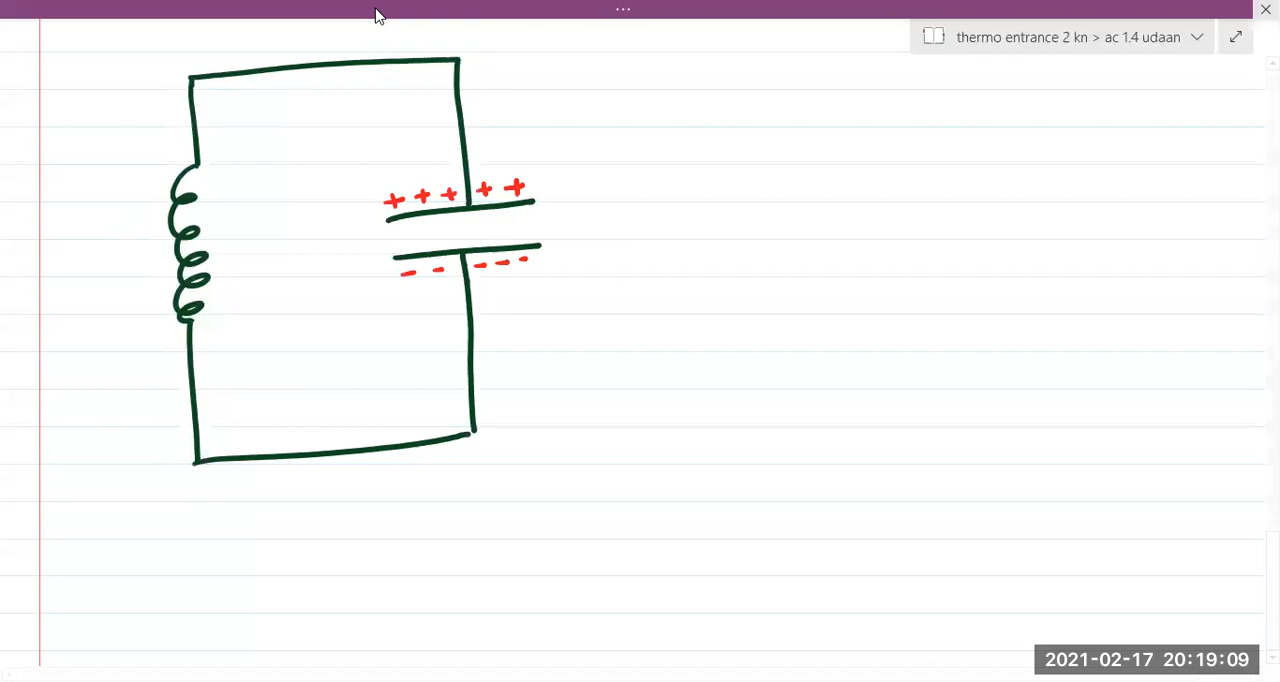 ...
thermo entrance 2 kn > ac 1.4 udaan
+ + + + +
- - - - -
2021-02-17 20:19:09